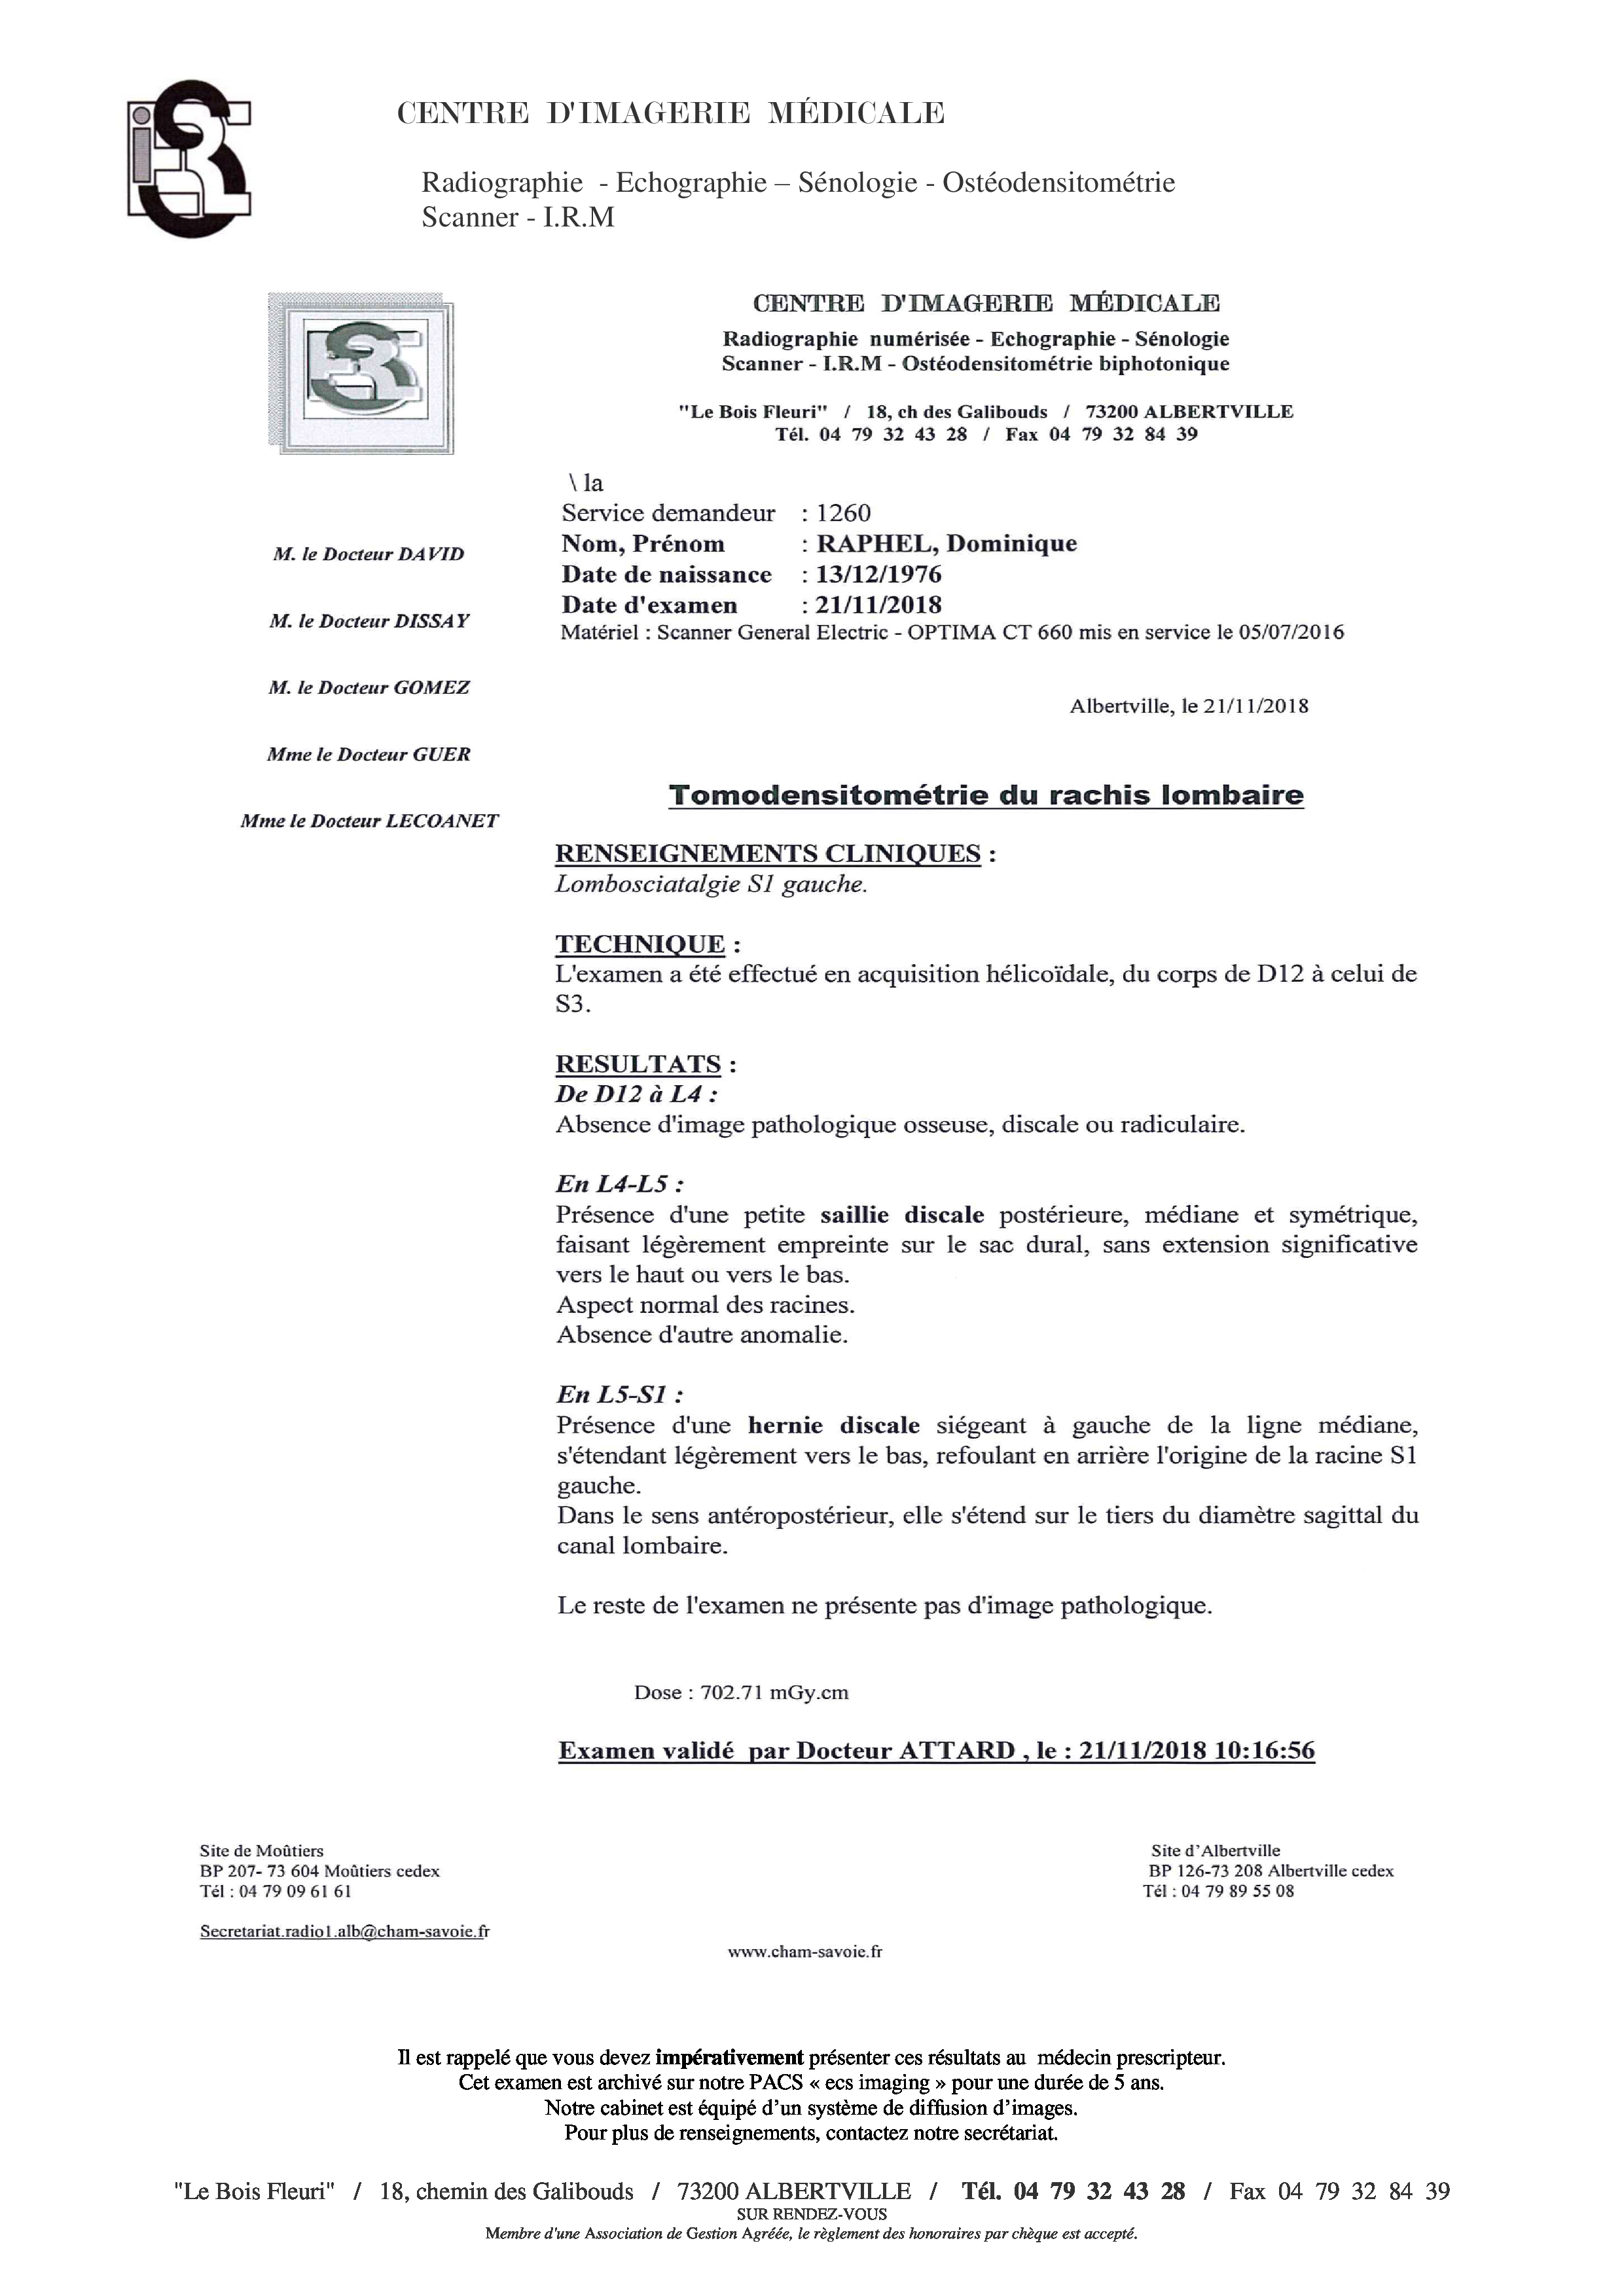 CENTRE D'IMAGERIE MÉDICALE
Radiographie - Echographie – Sénologie - Ostéodensitométrie
Scanner - I.R.M
CENTRE D'IMAGERIE MÉDICALE
Radiographie numérisée - Echographie - Sénologie
Scanner - I.R.M - Ostéodensitométrie biphotonique
"Le Bois Fleuri" / 18, ch des Galibouds / 73200 ALBERTVILLE
Tél. 04 79 32 43 28 / Fax 04 79 32 84 39
M. le Docteur DAVID
M. le Docteur DISSAY
M. le Docteur GOMEZ
Mme le Docteur GUER
Mme le Docteur LECOANET
\ la
Service demandeur : 1260
Nom, Prénom : RAPHEL, Dominique
Date de naissance : 13/12/1976
Date d'examen : 21/11/2018
Matériel : Scanner General Electric - OPTIMA CT 660 mis en service le 05/07/2016
Albertville, le 21/11/2018
Tomodensitométrie du rachis lombaire
RENSEIGNEMENTS CLINIQUES :
Lombosciatalgie S1 gauche.
TECHNIQUE :
L'examen a été effectué en acquisition hélicoïdale, du corps de D12 à celui de
S3.
RESULTATS :
De D12 à L4 :
Absence d'image pathologique osseuse, discale ou radiculaire.
En L4-L5 :
Présence d'une petite saillie discale postérieure, médiane et symétrique,
faisant légèrement empreinte sur le sac dural, sans extension significative
vers le haut ou vers le bas.
Aspect normal des racines.
Absence d'autre anomalie.
En L5-S1 :
Présence d'une hernie discale siégeant à gauche de la ligne médiane,
s'étendant légèrement vers le bas, refoulant en arrière l'origine de la racine S1
gauche.
Dans le sens antéropostérieur, elle s'étend sur le tiers du diamètre sagittal du
canal lombaire.
Le reste de l'examen ne présente pas d'image pathologique.
Dose : 702.71 mGy.cm
Examen validé par Docteur ATTARD , le : 21/11/2018 10:16:56
Site de Moûtiers
BP 207- 73 604 Moûtiers cedex
Tél : 04 79 09 61 61
Secretariat.radio1.alb@cham-savoie.fr
Site d'Albertville
BP 126-73 208 Albertville cedex
Tél : 04 79 89 55 08
www.cham-savoie.fr
Il est rappelé que vous devez impérativement présenter ces résultats au médecin prescripteur.
Cet examen est archivé sur notre PACS « ecs imaging » pour une durée de 5 ans.
Notre cabinet est équipé d'un système de diffusion d'images.
Pour plus de renseignements, contactez notre secrétariat.
"Le Bois Fleuri" / 18, chemin des Galibouds / 73200 ALBERTVILLE / Tél. 04 79 32 43 28 / Fax 04 79 32 84 39
SUR RENDEZ-VOUS
Membre d'une Association de Gestion Agréée, le règlement des honoraires par chèque est accepté.